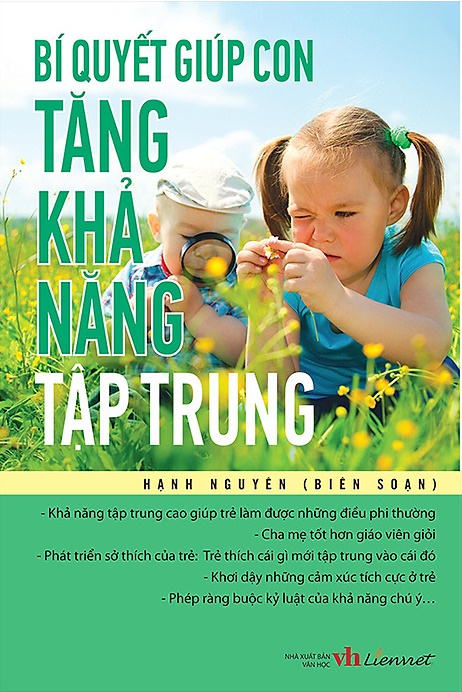 BÍ QUYẾT GIÚP CON
TĂNG
KHẢ
NĂNG
TẬP TRUNG
HẠNH NGUYÊN (BIÊN SOẠN)
- Khả năng tập trung cao giúp trẻ làm được những điều phi thường
- Cha mẹ tốt hơn giáo viên giỏi
- Phát triển sở thích của trẻ: Trẻ thích cái gì mới tập trung vào cái đó
- Khơi dậy những cảm xúc tích cực ở trẻ
- Phép ràng buộc kỷ luật của khả năng chú ý...
NHÀ XUẤT BẢN
VĂN HỌC
vh Lienviet